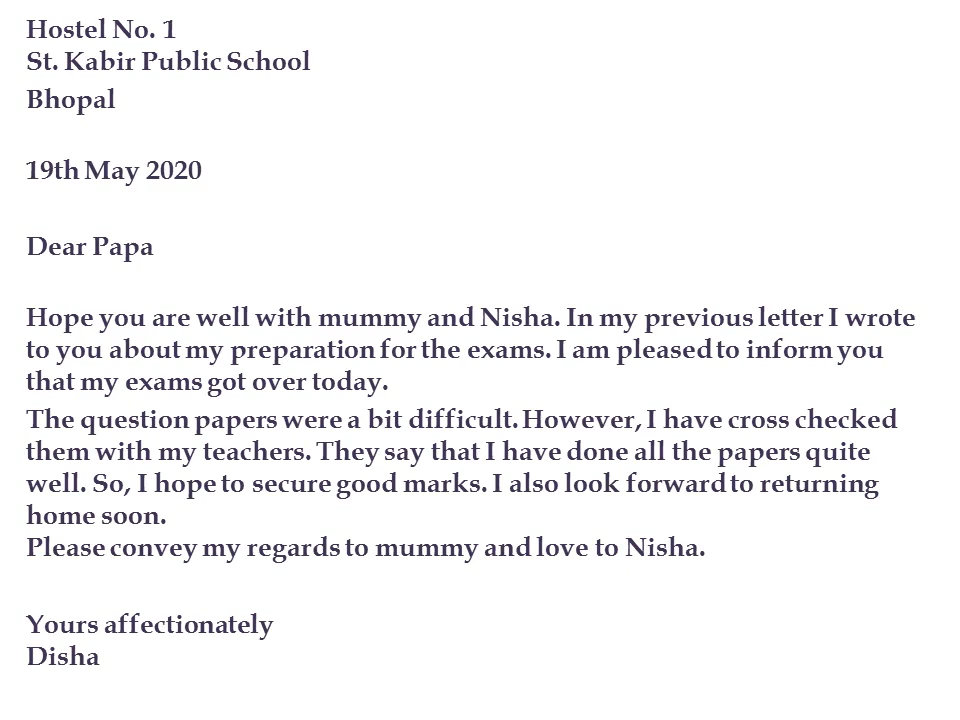 Hostel No. 1
St. Kabir Public School
Bhopal
19th May 2020
Dear Papa
Hope you are well with mummy and Nisha. In my previous letter I wrote
to you about my preparation for the exams. I am pleased to inform you
that my exams got over today.
The question papers were a bit difficult. However, I have cross checked
them with my teachers. They say that I have done all the papers quite
well. So, I hope to secure good marks. I also look forward to returning
home soon.
Please convey my regards to mummy and love to Nisha.
Yours affectionately
Disha